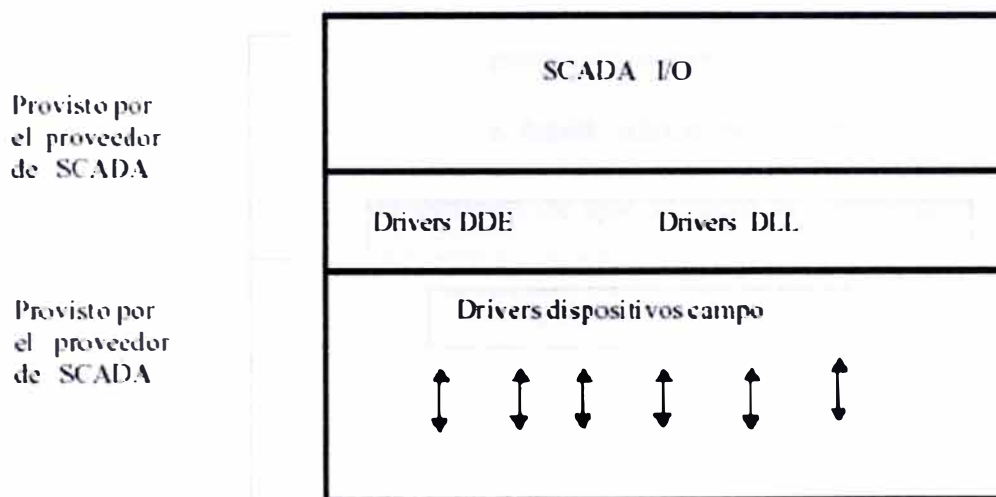 SCADA I/O
Provisto por
el proveedor
de SCADA
Drivers DDE
Drivers DLL
Provisto por
el proveedor
de SCADA
Drivers dispositivos campo